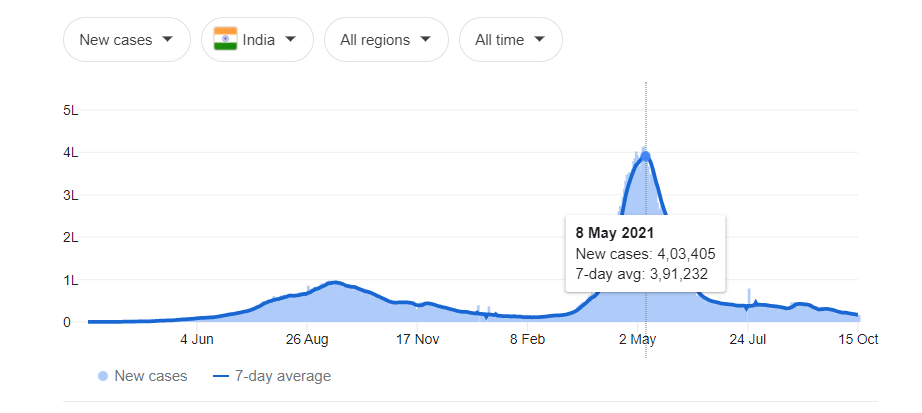 New cases India All regions All time
5L
4L
3L
2L
1L
0
8 May 2021
New cases: 4,03,405
7-day avg: 3,91,232
4 Jun 26 Aug 17 Nov 8 Feb 2 May 24 Jul 15 Oct
New cases 7-day average